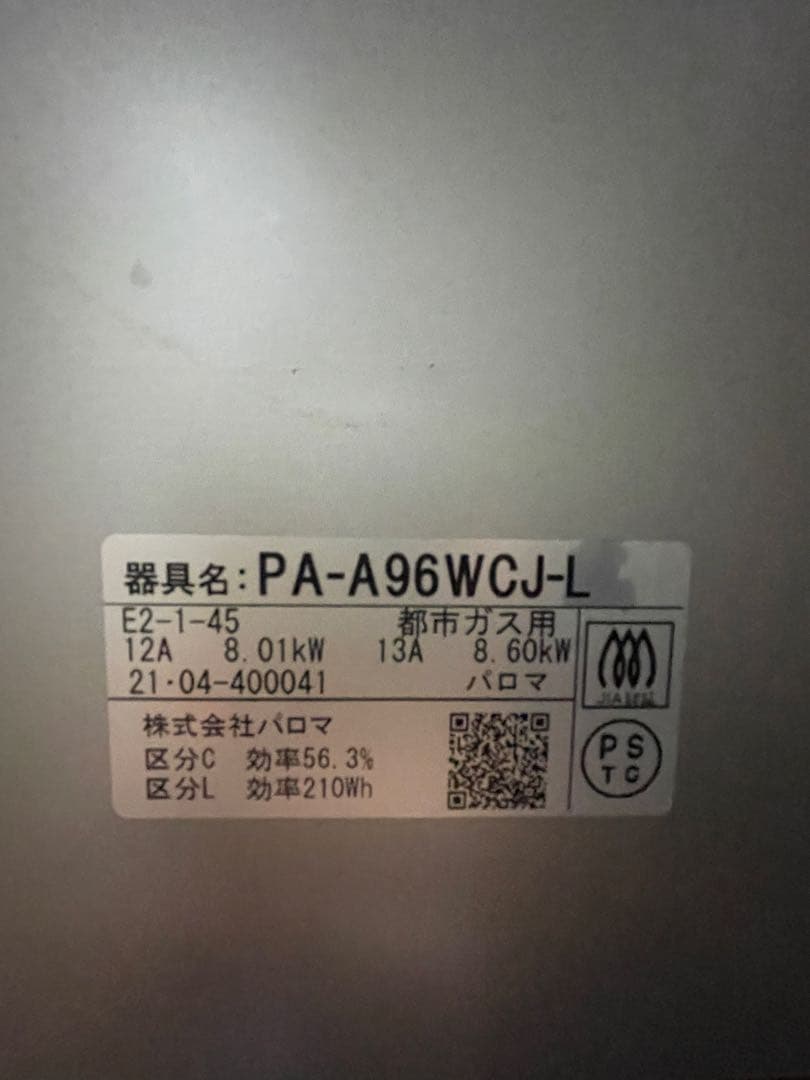 器具名:PA-A96WCJ-L
E2-1-45 都市ガス用
12A 8.01kW 13A 8.60kW
21・04-400041 パロマ
株式会社パロマ
区分C 効率56.3%
区分L 効率210Wh
PS
TG